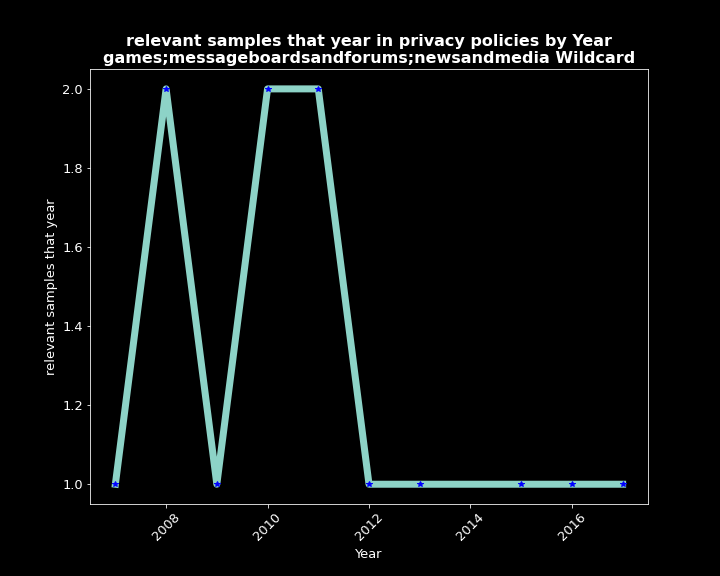 relevant samples that year in privacy policies by Year
games;messageboardsandforums;newsandmedia Wildcard
relevant samples that year
2.0
1.8
1.6
1.4
1.2
1.0
2008
2010
2012
2014
2016
Year